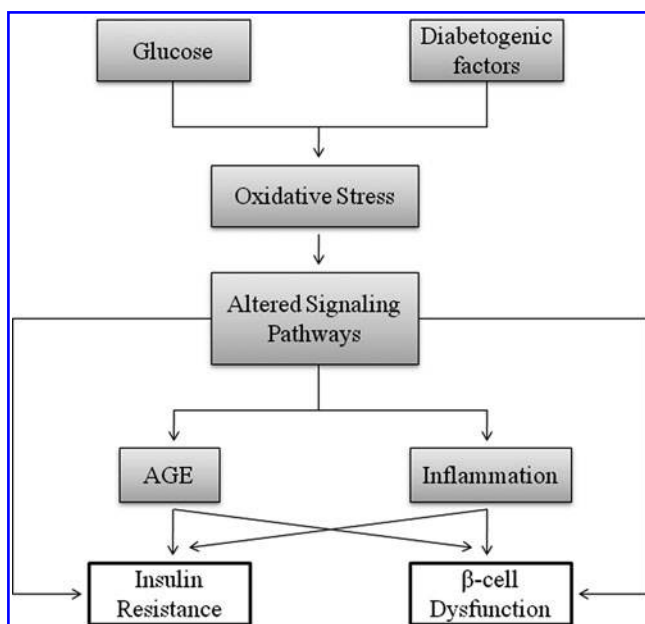 Glucose
Diabetogenic
factors
Oxidative Stress
Altered Signaling
Pathways
AGE
Inflammation
Insulin
Resistance
β-cell
Dysfunction